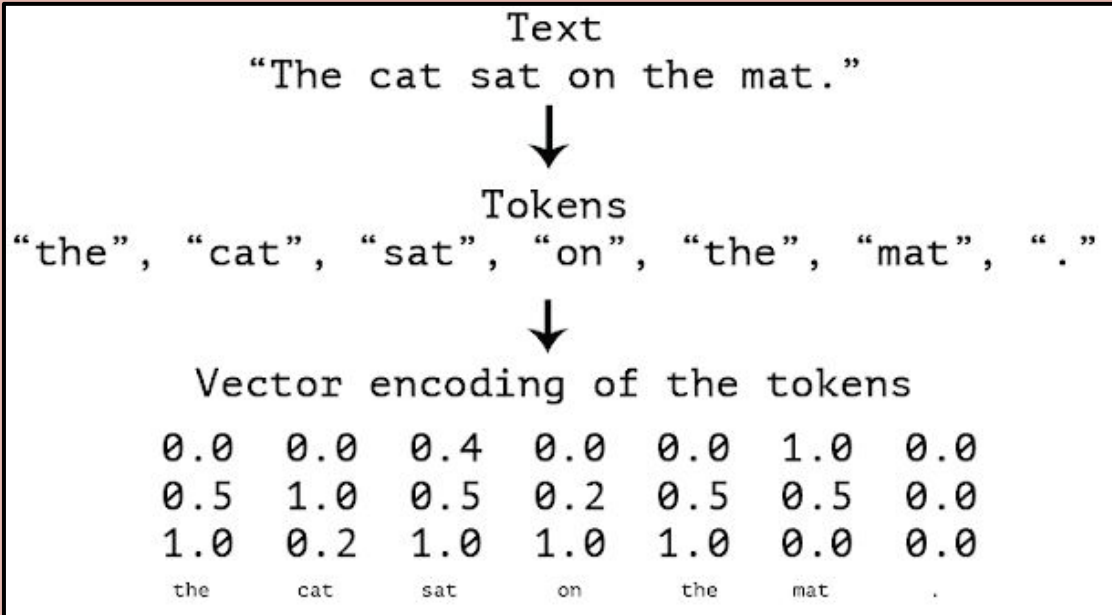 Text
“The cat sat on the mat.”
Tokens
“the”, “cat”, “sat”, “on”, “the”, “mat”, “.”
Vector encoding of the tokens
0.0 0.0 0.4 0.0 0.0 1.0 0.0
0.5 1.0 0.5 0.2 0.5 0.5 0.0
1.0 0.2 1.0 1.0 1.0 0.0 0.0
the cat sat on the mat .